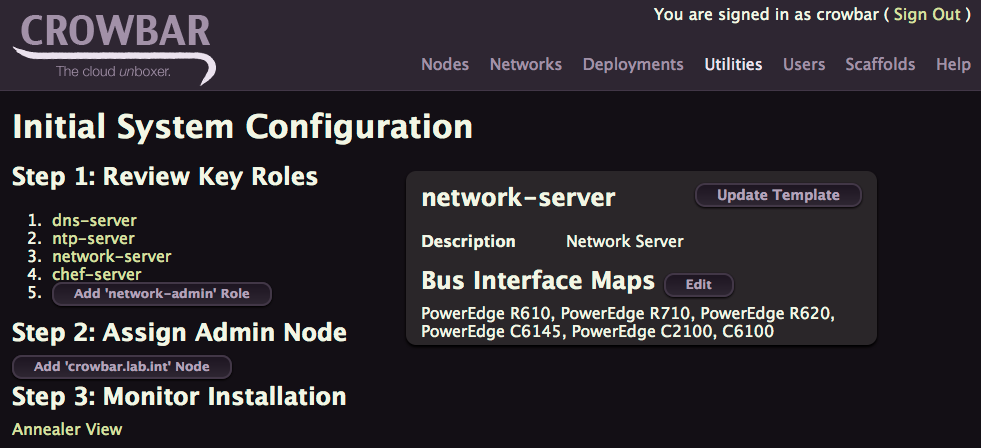 CROWBAR
The cloud unboxer.
You are signed in as crowbar ( Sign Out )
Nodes Networks Deployments Utilities Users Scaffolds Help
Initial System Configuration
Step 1: Review Key Roles
1. dns-server
2. ntp-server
3. network-server
4. chef-server
5. Add 'network-admin' Role
Step 2: Assign Admin Node
Add 'crowbar.lab.int' Node
Step 3: Monitor Installation
Annealer View
network-server Update Template
Description Network Server
Bus Interface Maps Edit
PowerEdge R610, PowerEdge R710, PowerEdge R620,
PowerEdge C6145, PowerEdge C2100, C6100